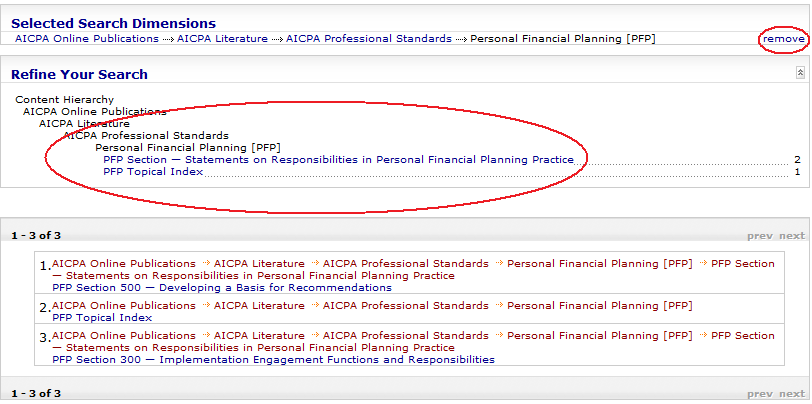 Selected Search Dimensions
AICPA Online Publications → AICPA Literature → AICPA Professional Standards → Personal Financial Planning [PFP] remove
Refine Your Search
Content Hierarchy
AICPA Online Publications
AICPA Literature
AICPA Professional Standards
Personal Financial Planning [PFP]
PFP Section — Statements on Responsibilities in Personal Financial Planning Practice 2
PFP Topical Index 1
1 - 3 of 3 prev next
1. AICPA Online Publications → AICPA Literature → AICPA Professional Standards → Personal Financial Planning [PFP] → PFP Section
— Statements on Responsibilities in Personal Financial Planning Practice
PFP Section 500 — Developing a Basis for Recommendations
2. AICPA Online Publications → AICPA Literature → AICPA Professional Standards → Personal Financial Planning [PFP]
PFP Topical Index
3. AICPA Online Publications → AICPA Literature → AICPA Professional Standards → Personal Financial Planning [PFP] → PFP Section
— Statements on Responsibilities in Personal Financial Planning Practice
PFP Section 300 — Implementation Engagement Functions and Responsibilities
1 - 3 of 3 prev next